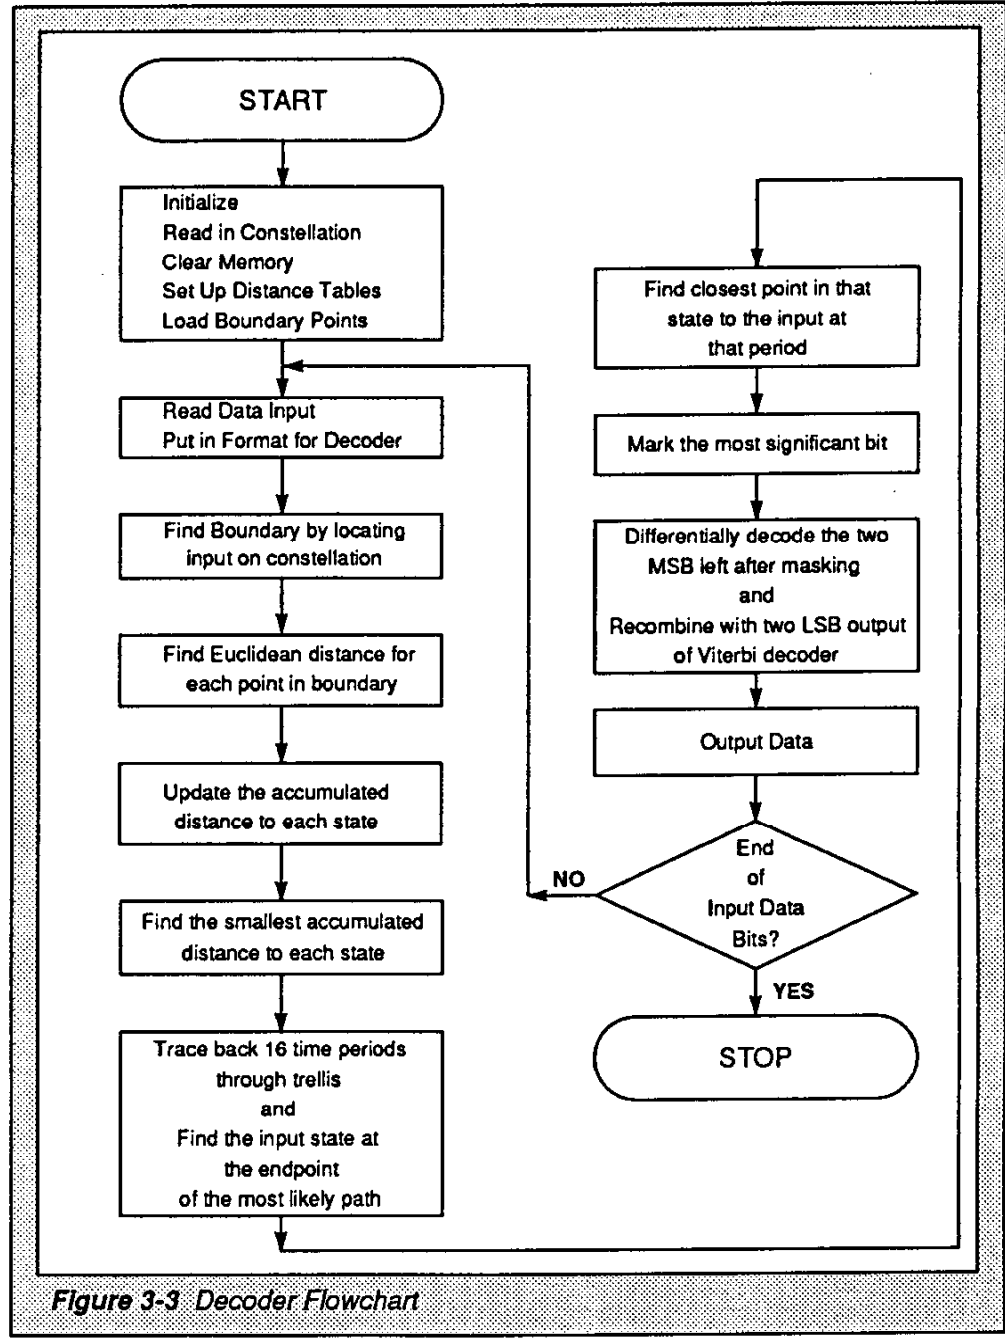 START
Initialize
Read in Constellation
Clear Memory
Set Up Distance Tables
Load Boundary Points
Read Data Input
Put in Format for Decoder
Find Boundary by locating
input on constellation
Find Euclidean distance for
each point in boundary
Update the accumulated
distance to each state
Find the smallest accumulated
distance to each state
Trace back 16 time periods
through trellis
and
Find the input state at
the endpoint
of the most likely path
Find closest point in that
state to the input at
that period
Mark the most significant bit
Differentially decode the two
MSB left after masking
and
Recombine with two LSB output
of Viterbi decoder
Output Data
End
of
Input Data
Bits?
NO
YES
STOP
Figure 3-3 Decoder Flowchart